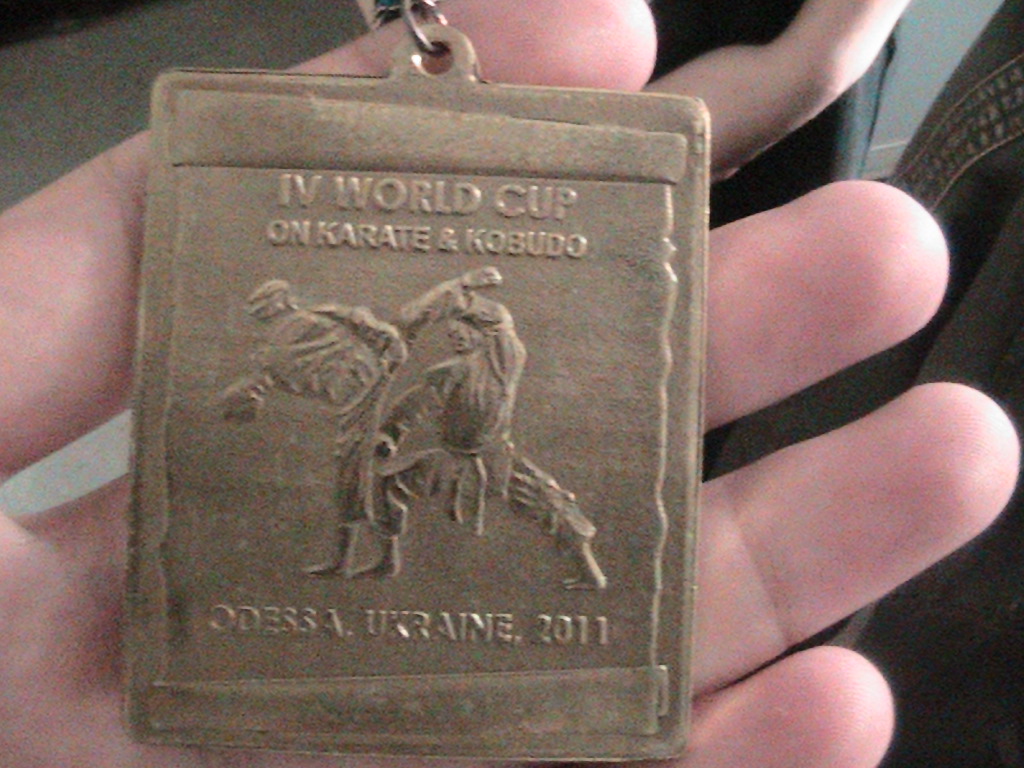 IV WORLD CUP
ON KARATE & KOBUDO
ODESSA, UKRAINE, 2011